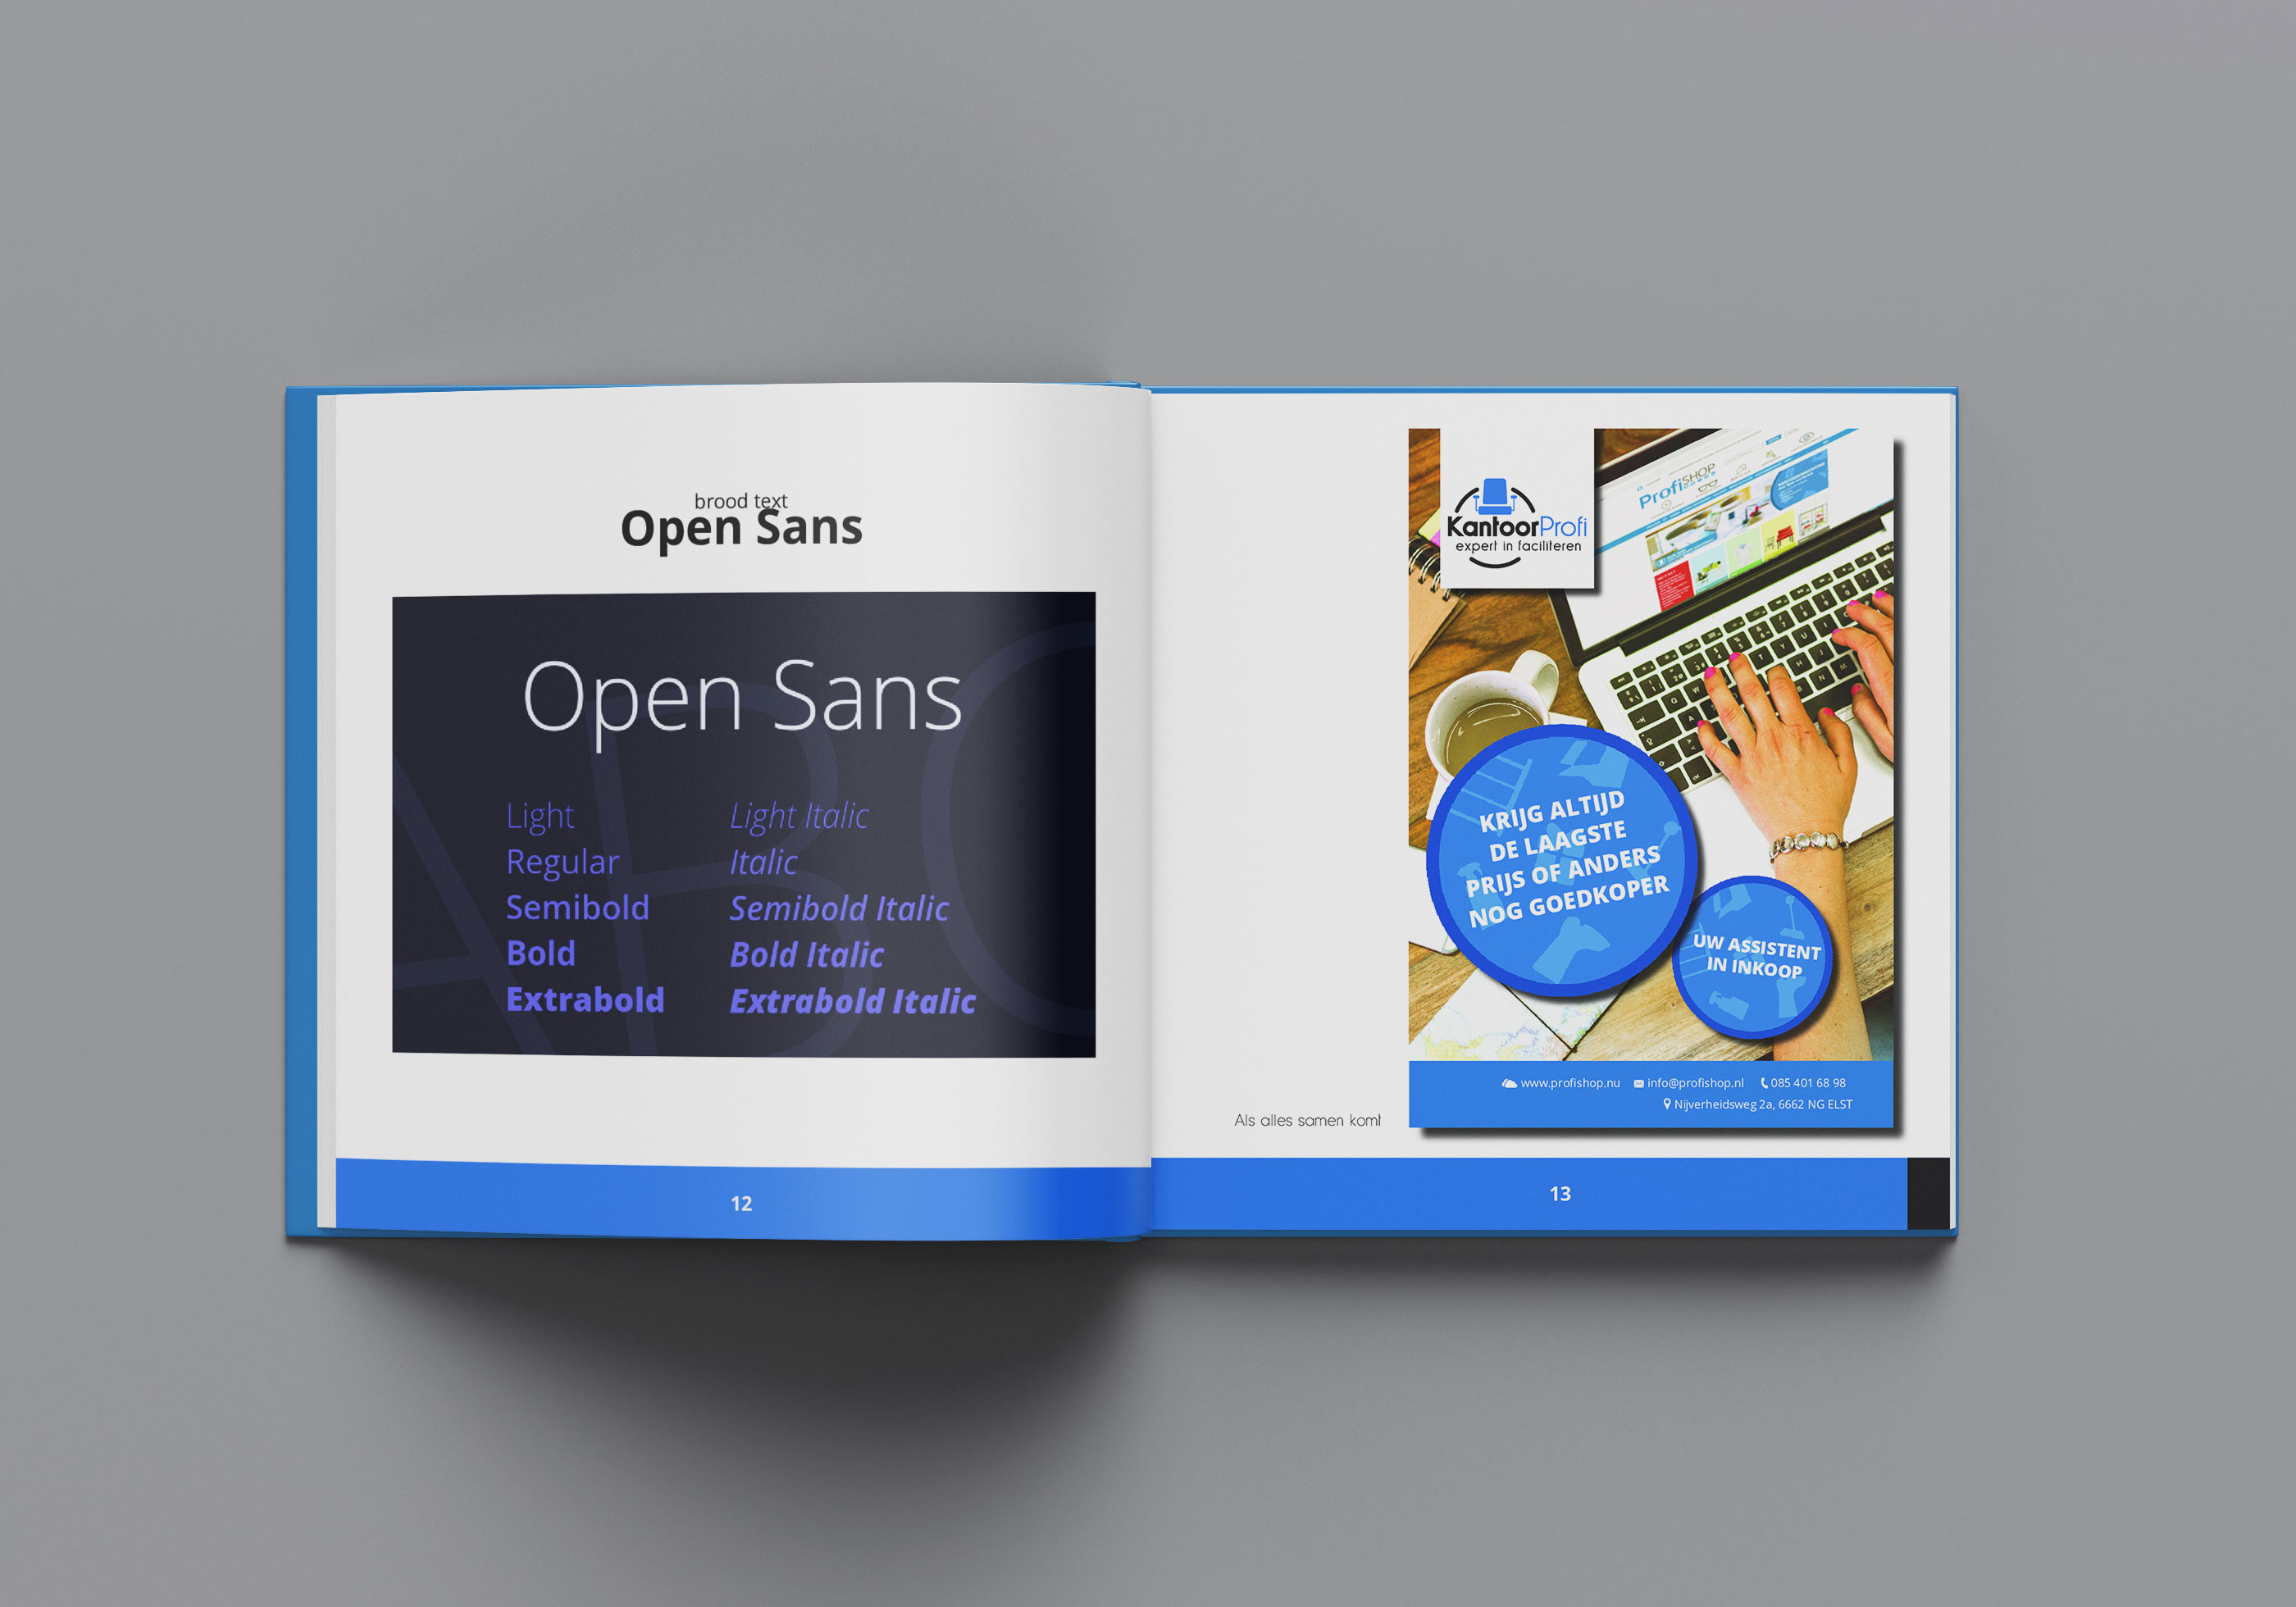 brood text
Open Sans
Open Sans
Light
Light Italic
Regular
Italic
Semibold
Semibold Italic
Bold
Bold Italic
Extrabold
Extrabold Italic
12
KantoorProfi
expert in faciliteren
ProfiSHOP
KRIJG ALTIJD
DE LAAGSTE
PRIJS OF ANDERS
NOG GOEDKOPER
UW ASSISTENT
IN INKOOP
www.profishop.nu info@profishop.nl 085 401 68 98
Nijverheidsweg 2a, 6662 NG ELST
Als alles samen komt
13